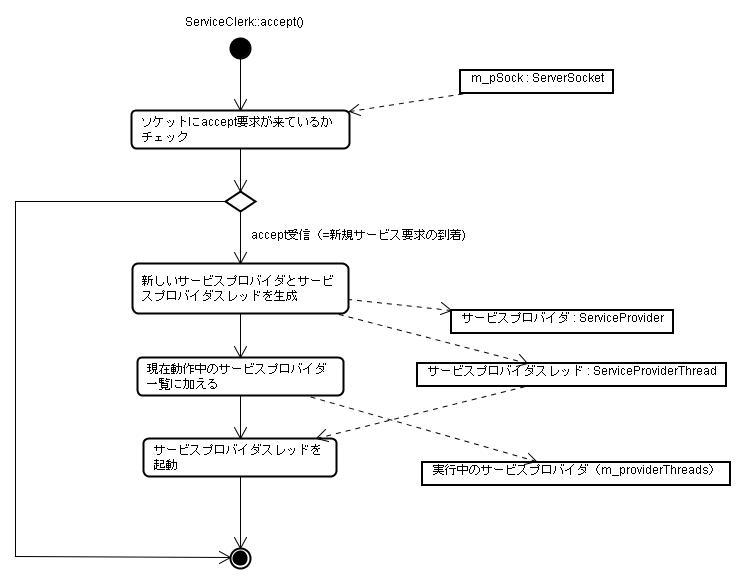 ServiceClerk::accept()
m_pSock : ServerSocket
ソケットにaccept要求が来ているか
チェック
accept受信（=新規サービス要求の到着)
新しいサービスプロバイダとサービ
スプロバイダスレッドを生成
サービスプロバイダ : ServiceProvider
現在動作中のサービスプロバイダ
一覧に加える
サービスプロバイダスレッド : ServiceProviderThread
サービスプロバイダスレッドを
起動
実行中のサービスプロバイダ（m_providerThreads）